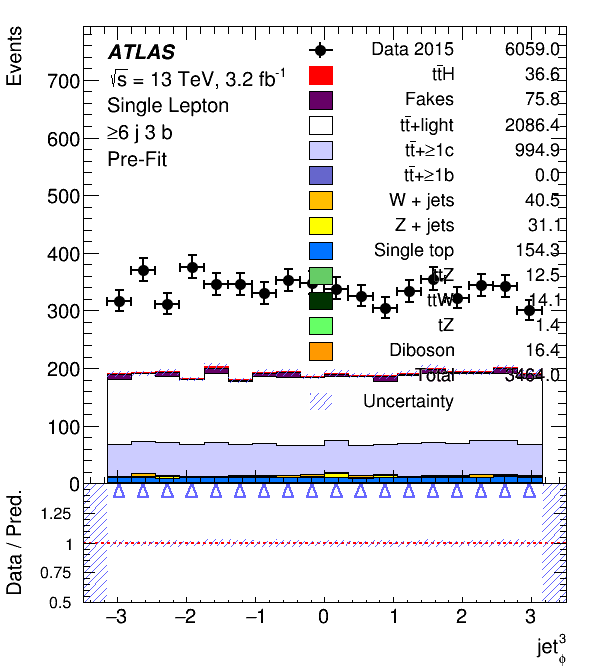 Events
ATLAS
√s = 13 TeV, 3.2 fb⁻¹
Single Lepton
≥6 j 3 b
Pre-Fit
Data 2015 6059.0
tt̄H 36.6
Fakes 75.8
tt̄+light 2086.4
tt̄+≥1c 994.9
tt̄+≥1b 0.0
W + jets 40.5
Z + jets 31.1
Single top 154.3
ttZ 12.5
ttW 14.1
tZ 1.4
Diboson 16.4
Total 3464.0
Uncertainty
700
600
500
400
300
200
100
0
Data / Pred.
1.25
1
0.75
0.5
−3 −2 −1 0 1 2 3
jet³ϕ